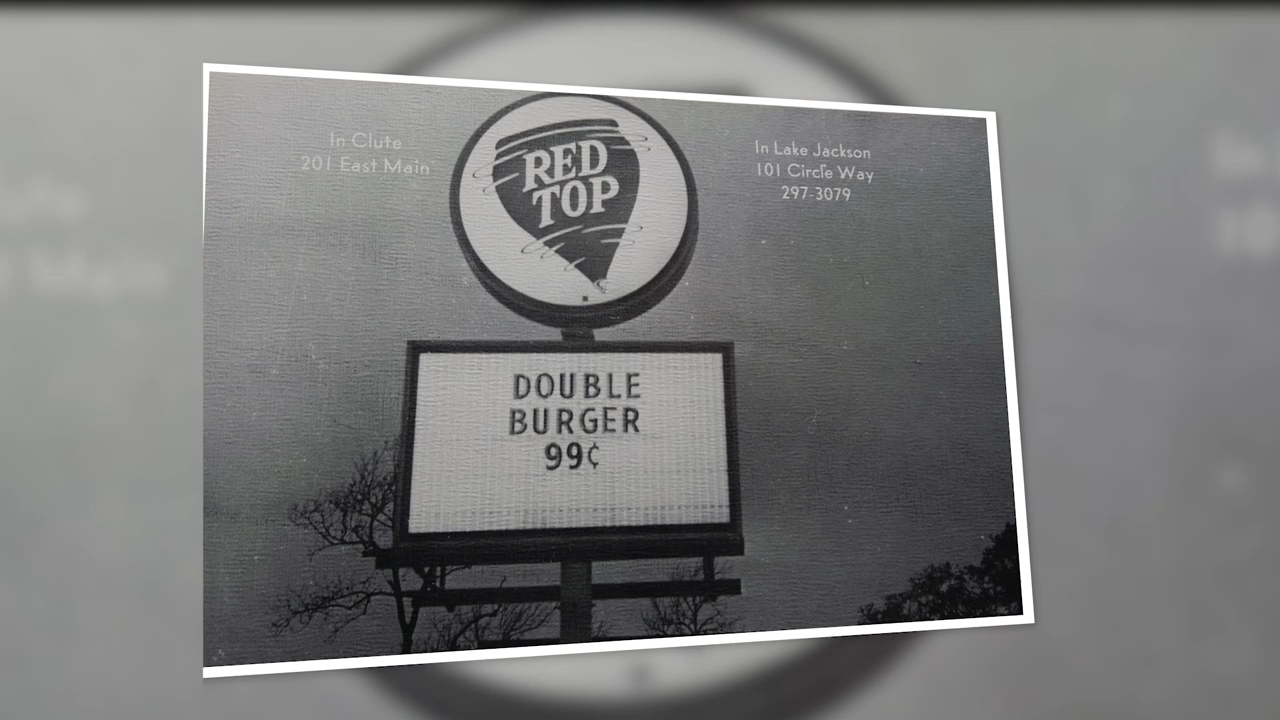 In Clute
201 East Main
RED
TOP
In Lake Jackson
101 Circle Way
297-3079
DOUBLE
BURGER
99¢